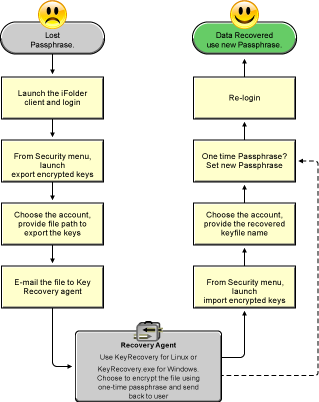 Lost
Passphrase.
Launch the iFolder
client and login
From Security menu,
launch
export encrypted keys
Choose the account,
provide file path to
export the keys
E-mail the file to Key
Recovery agent
Recovery Agent
Use KeyRecovery for Linux or
KeyRecovery.exe for Windows.
Choose to encrypt the file using
one-time passphrase and send
back to user
From Security menu,
launch
import encrypted keys
Choose the account,
provide the recovered
keyfile name
One time Passphrase?
Set new Passphrase
Re-login
Data Recovered
use new Passphrase.